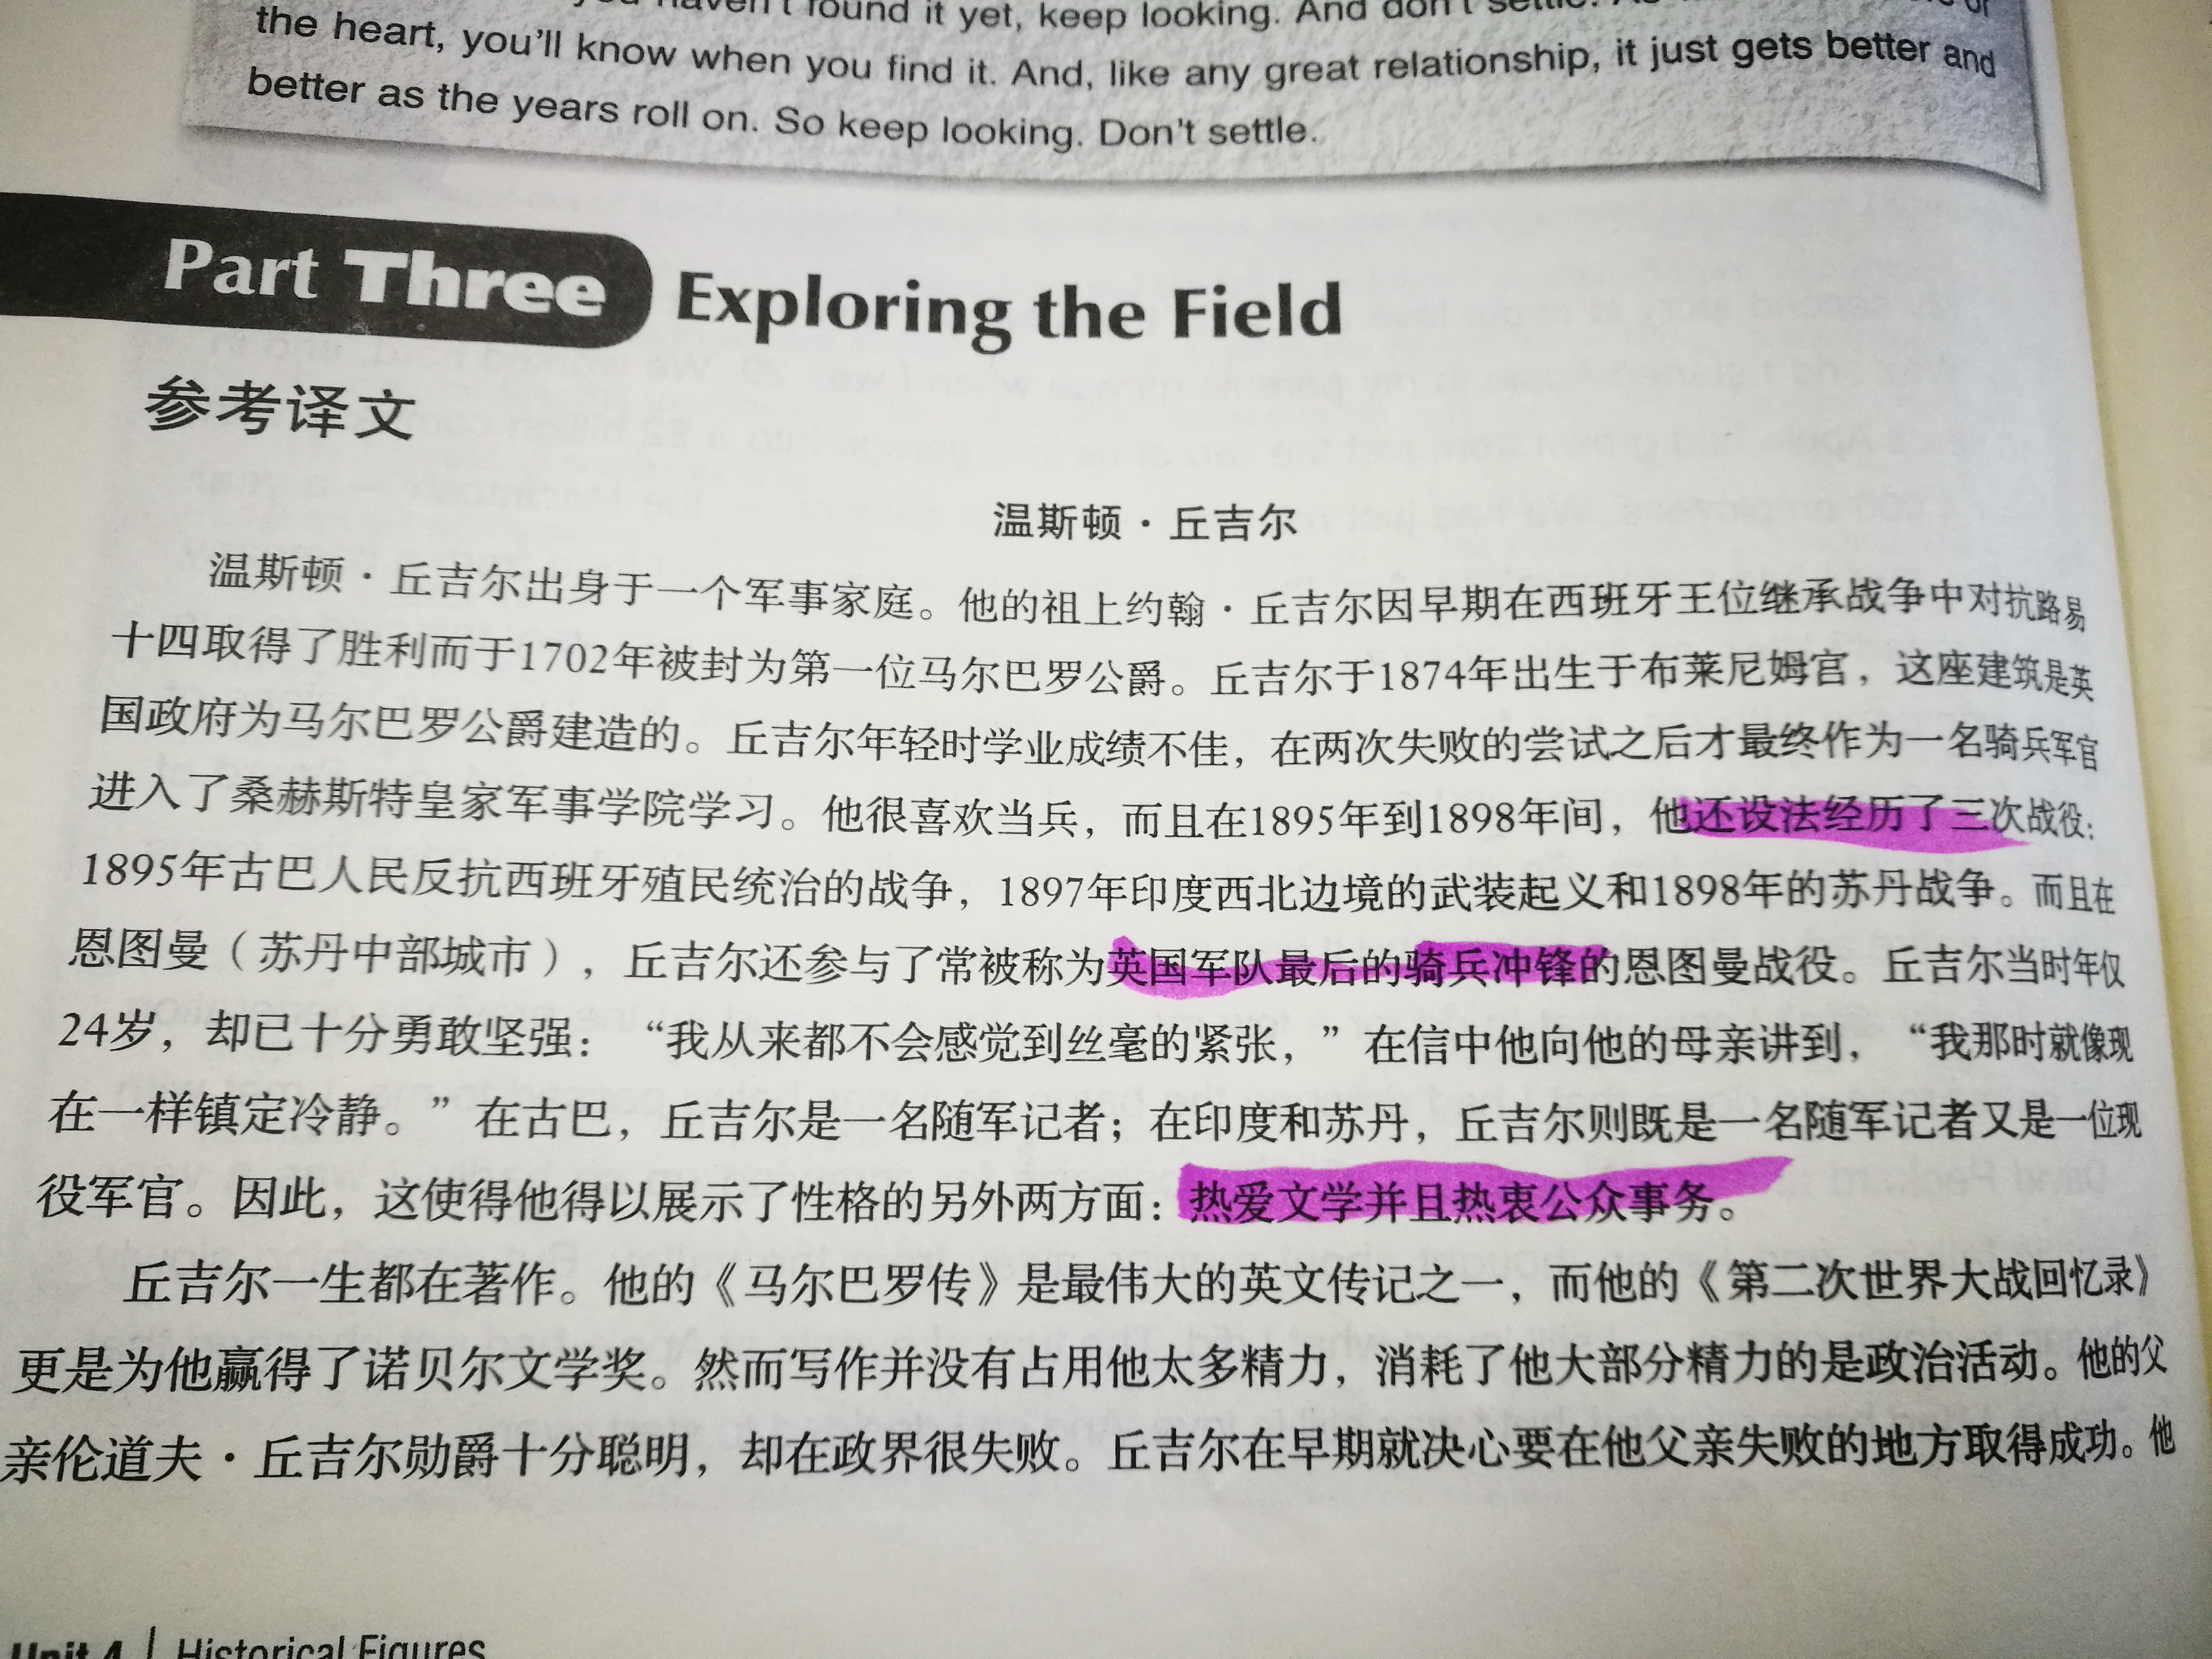 haven't found it yet, keep looking. And don't settle.
the heart, you'll know when you find it. And, like any great relationship, it just gets better and
better as the years roll on. So keep looking. Don't settle.
Part Three Exploring the Field
参考译文
温斯顿·丘吉尔
温斯顿·丘吉尔出身于一个军事家庭。他的祖上约翰·丘吉尔因早期在西班牙王位继承战争中对抗路易
十四取得了胜利而于1702年被封为第一位马尔巴罗公爵。丘吉尔于1874年出生于布莱尼姆宫，这座建筑是英
国政府为马尔巴罗公爵建造的。丘吉尔年轻时学业成绩不佳，在两次失败的尝试之后才最终作为一名骑兵军官
进入了桑赫斯特皇家军事学院学习。他很喜欢当兵，而且在1895年到1898年间，他还设法经历了三次战役：
1895年古巴人民反抗西班牙殖民统治的战争，1897年印度西北边境的武装起义和1898年的苏丹战争。而且在
恩图曼（苏丹中部城市），丘吉尔还参与了常被称为英国军队最后的骑兵冲锋的恩图曼战役。丘吉尔当时年仅
24岁，却已十分勇敢坚强：“我从来都不会感觉到丝毫的紧张，”在信中他向他的母亲讲到，“我那时就像现
在一样镇定冷静。”在古巴，丘吉尔是一名随军记者；在印度和苏丹，丘吉尔则既是一名随军记者又是一位现
役军官。因此，这使得他得以展示了性格的另外两方面：热爱文学并且热衷公众事务。
丘吉尔一生都在著作。他的《马尔巴罗传》是最伟大的英文传记之一，而他的《第二次世界大战回忆录》
更是为他赢得了诺贝尔文学奖。然而写作并没有占用他太多精力，消耗了他大部分精力的是政治活动。他的父
亲伦道夫·丘吉尔勋爵十分聪明，却在政界很失败。丘吉尔在早期就决心要在他父亲失败的地方取得成功。他
Unit 4 | Historical Figures